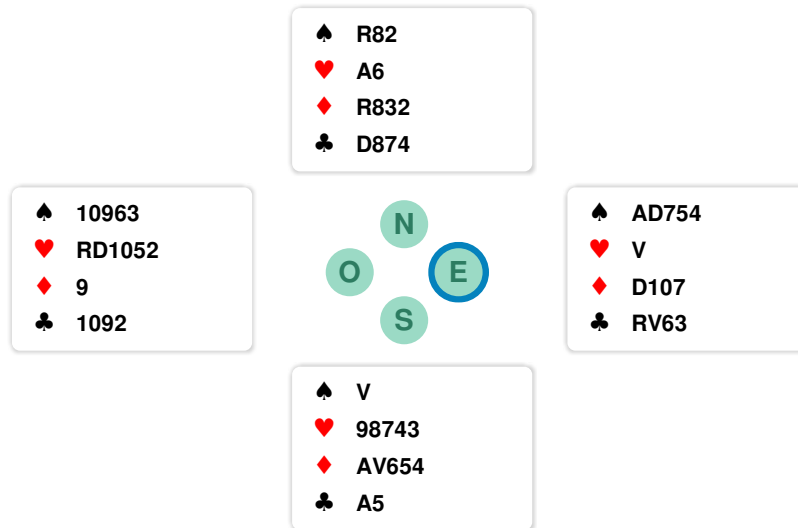 ♠ R82
♥ A6
♦ R832
♣ D874
♠ 10963
♥ RD1052
♦ 9
♣ 1092
N
O E
S
♠ AD754
♥ V
♦ D107
♣ RV63
♠ V
♥ 98743
♦ AV654
♣ A5